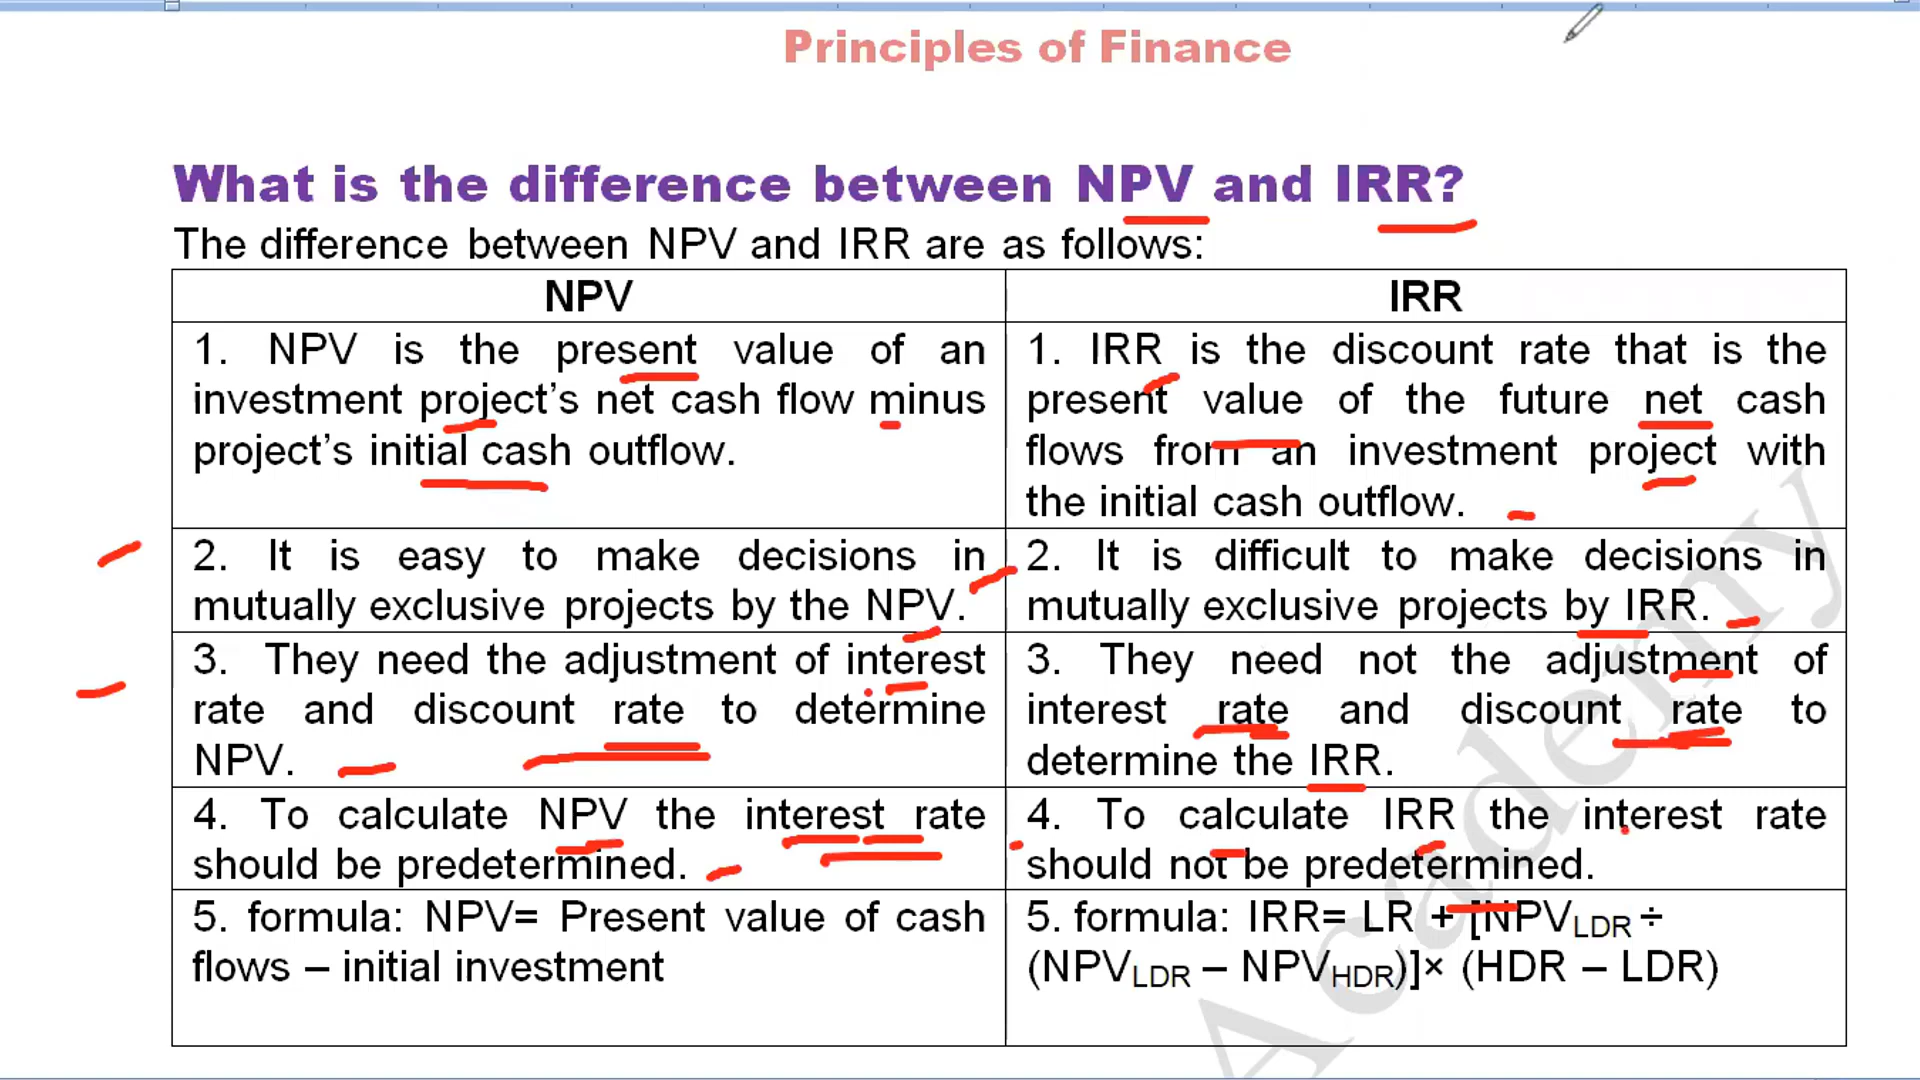 Principles of Finance
What is the difference between NPV and IRR?
The difference between NPV and IRR are as follows:
NPV
IRR
1. NPV is the present value of an
investment project's net cash flow minus
project's initial cash outflow.
1. IRR is the discount rate that is the
present value of the future net cash
flows from an investment project with
the initial cash outflow.
2. It is easy to make decisions in
mutually exclusive projects by the NPV.
2. It is difficult to make decisions in
mutually exclusive projects by IRR.
3. They need the adjustment of interest
rate and discount rate to determine
NPV.
3. They need not the adjustment of
interest rate and discount rate to
determine the IRR.
4. To calculate NPV the interest rate
should be predetermined.
4. To calculate IRR the interest rate
should not be predetermined.
5. formula: NPV= Present value of cash
flows – initial investment
5. formula: IRR= LR + [NPVLDR ÷
(NPVLDR – NPVHDR)]× (HDR – LDR)
Academy